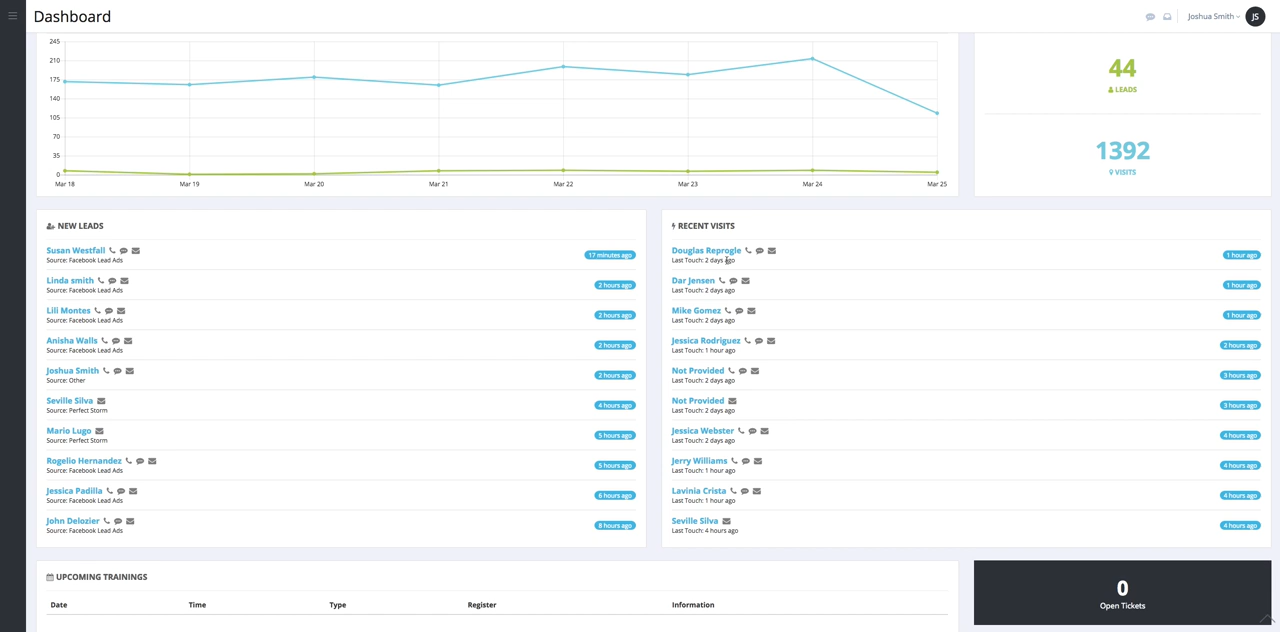 Dashboard
Joshua Smith
JS
245
210
175
140
105
70
35
0
Mar 18
Mar 19
Mar 20
Mar 21
Mar 22
Mar 23
Mar 24
Mar 25
44
LEADS
1392
VISITS
NEW LEADS
Susan Westfall
Source: Facebook Lead Ads
17 minutes ago
Linda smith
Source: Facebook Lead Ads
2 hours ago
Lili Montes
Source: Facebook Lead Ads
2 hours ago
Anisha Walls
Source: Facebook Lead Ads
2 hours ago
Joshua Smith
Source: Other
2 hours ago
Seville Silva
Source: Perfect Storm
4 hours ago
Mario Lugo
Source: Perfect Storm
5 hours ago
Rogelio Hernandez
Source: Facebook Lead Ads
5 hours ago
Jessica Padilla
Source: Facebook Lead Ads
6 hours ago
John Delozier
Source: Facebook Lead Ads
8 hours ago
RECENT VISITS
Douglas Reprogle
Last Touch: 2 days ago
1 hour ago
Dar Jensen
Last Touch: 2 days ago
1 hour ago
Mike Gomez
Last Touch: 2 days ago
1 hour ago
Jessica Rodriguez
Last Touch: 1 hour ago
2 hours ago
Not Provided
Last Touch: 2 days ago
3 hours ago
Not Provided
Last Touch: 2 days ago
3 hours ago
Jessica Webster
Last Touch: 2 days ago
4 hours ago
Jerry Williams
Last Touch: 1 hour ago
4 hours ago
Lavinia Crista
Last Touch: 1 hour ago
4 hours ago
Seville Silva
Last Touch: 4 hours ago
4 hours ago
UPCOMING TRAININGS
Date Time Type Register Information
0
Open Tickets